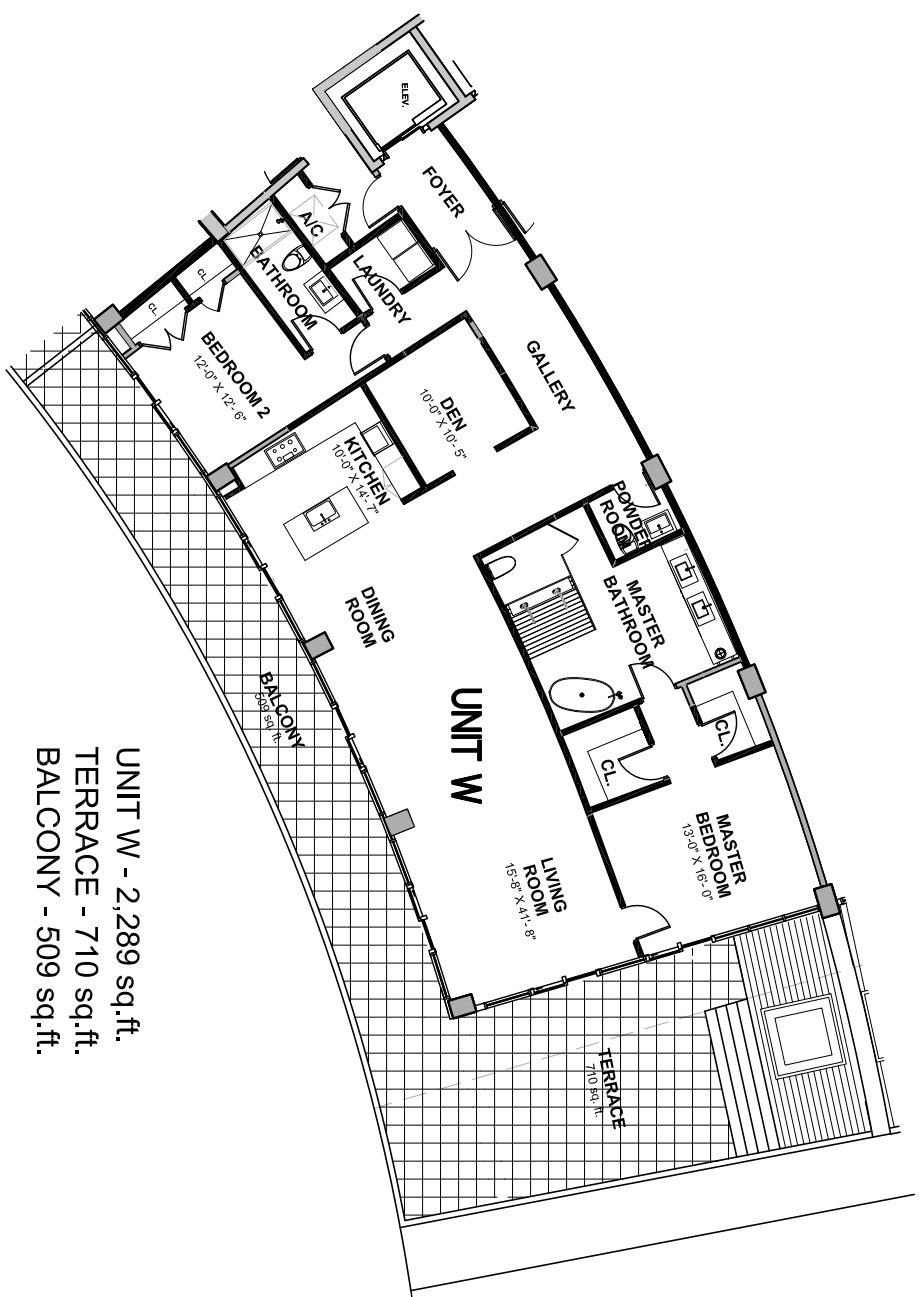 ELEV.
FOYER
A/C
LAUNDRY
BATHROOM
CL.
CL.
BEDROOM 2
12'-0" X 12'- 6"
GALLERY
DEN
10'-0" X 10'- 5"
KITCHEN
10'-0" X 14'- 7"
POWDER
ROOM
MASTER
BATHROOM
DINING
ROOM
BALCONY
509 sq. ft.
UNIT W
CL.
CL.
MASTER
BEDROOM
13'-0" X 16'- 0"
LIVING
ROOM
15'-8" X 41'- 8"
TERRACE
710 sq. ft.
UNIT W - 2,289 sq.ft.
TERRACE - 710 sq.ft.
BALCONY - 509 sq.ft.